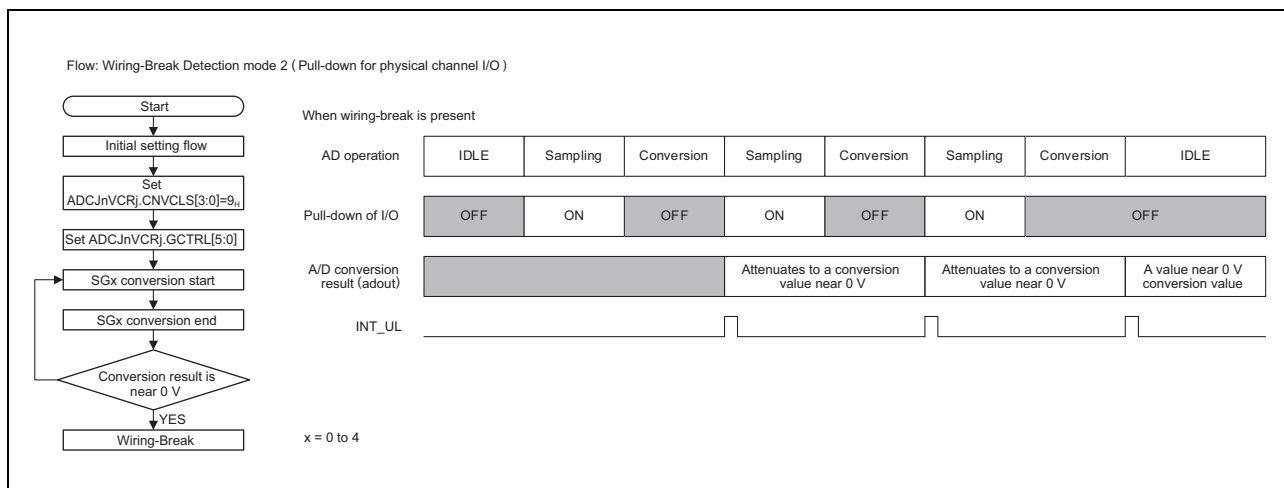 Flow: Wiring-Break Detection mode 2 ( Pull-down for physical channel I/O )
Start
Initial setting flow
Set
ADCJnVCRj.CNVCLS[3:0]=9H
Set ADCJnVCRj.GCTRL[5:0]
SGx conversion start
SGx conversion end
Conversion result is
near 0 V
YES
Wiring-Break
When wiring-break is present
AD operation
IDLE
Sampling
Conversion
Sampling
Conversion
Sampling
Conversion
IDLE
Pull-down of I/O
OFF
ON
OFF
ON
OFF
ON
OFF
A/D conversion
result (adout)
Attenuates to a conversion
value near 0 V
Attenuates to a conversion
value near 0 V
A value near 0 V
conversion value
INT_UL
x = 0 to 4